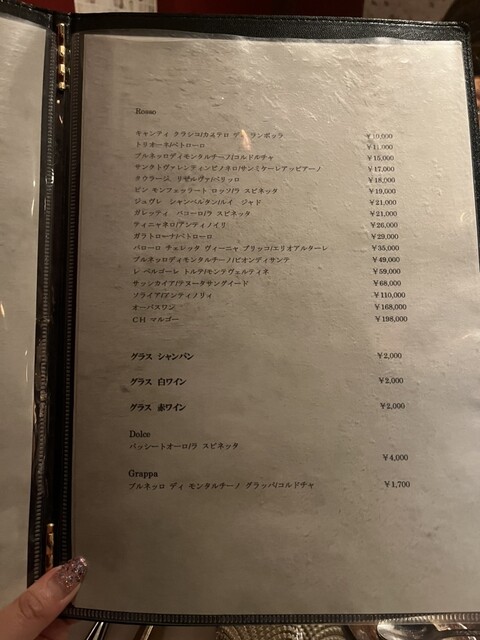 Rosso
キャンティ クラシコ/カステロ ディ ランポッラ ¥10,000
トリオーネ/ペトローロ ¥11,000
ブルネッロディモンタルチーノ/コルドルチャ ¥15,000
サンタトヴァレンティンピノネロ/サンミケーレアッピアーノ ¥17,000
タウラージ リゼルヴァ/ペリッロ ¥18,000
ピン モンフェッラート ロッソ/ラ スピネッタ ¥19,000
ジュヴレ シャンベルタン/ルイ ジャド ¥21,000
ガレッティ バローロ/ラ スピネッタ ¥21,000
ティニャネロ/アンティノイリ ¥26,000
ガラトローナ/ペトローロ ¥29,000
バローロ チェレッタ ヴィーニャ ブリッコ/エリオアルターレ ¥35,000
ブルネッロディモンタルチーノ/ビオンディサンテ ¥49,000
レ ペルゴーレ トルテ/モンテヴェルティネ ¥59,000
サッシカイア/テヌータサングイード ¥68,000
ソライア/アンティノリィ ¥110,000
オーパスワン ¥168,000
CH マルゴー ¥198,000
グラス シャンパン ¥2,000
グラス 白ワイン ¥2,000
グラス 赤ワイン ¥2,000
Dolce
パッシートオーロ/ラ スピネッタ
¥4,000
Grappa
ブルネッロ ディ モンタルチーノ グラッパ/コルドチャ ¥1,700